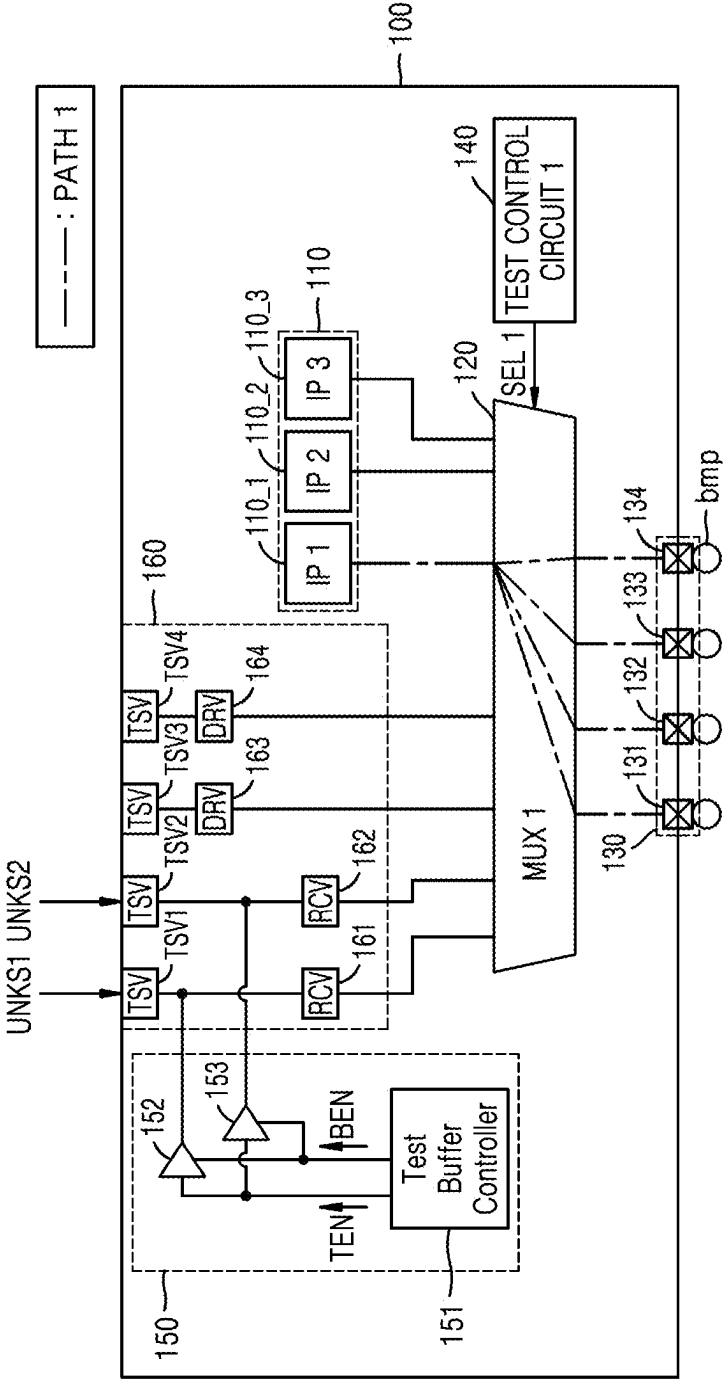 —-—-—: PATH 1
100
UNKS1
UNKS2
160
TSV
TSV1
TSV
TSV2
TSV
TSV3
TSV
TSV4
DRV
163
DRV
164
RCV
161
RCV
162
110_1
110_2
110_3
110
IP 1
IP 2
IP 3
150
152
153
TEN
BEN
Test
Buffer
Controller
151
MUX 1
120
SEL 1
140
TEST CONTROL
CIRCUIT 1
130
131
132
133
134
bmp